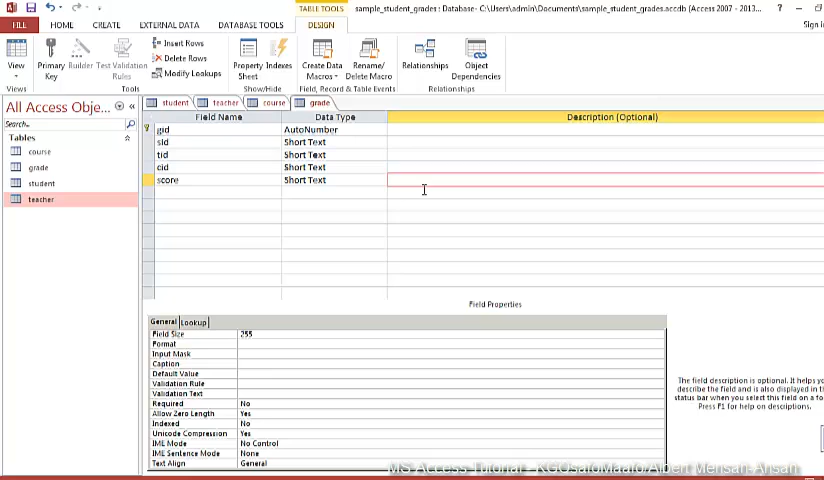 TABLE TOOLS
sample_student_grades : Database- C:\Users\admin\Documents\sample_student_grades.accdb (Access 2007 - 2013...
FILE HOME CREATE EXTERNAL DATA DATABASE TOOLS DESIGN Sign in
View
Primary Key
Builder
Test Validation Rules
Insert Rows
Delete Rows
Modify Lookups
Property Sheet
Indexes
Create Data Macros
Rename/ Delete Macro
Relationships
Object Dependencies
Views Tools Show/Hide Field, Record & Table Events Relationships
All Access Obje...
Search...
Tables
course
grade
student
teacher
student teacher course grade
Field Name Data Type Description (Optional)
gid AutoNumber
sid Short Text
tid Short Text
cid Short Text
score Short Text
Field Properties
General Lookup
Field Size 255
Format
Input Mask
Caption
Default Value
Validation Rule
Validation Text
Required No
Allow Zero Length Yes
Indexed No
Unicode Compression Yes
IME Mode No Control
IME Sentence Mode None
Text Align General
The field description is optional. It helps you
describe the field and is also displayed in the
status bar when you select this field on a fo
Press F1 for help on descriptions.
MS Access Tutorial - KGOsafoMaafo/Albert Mensah Ansah